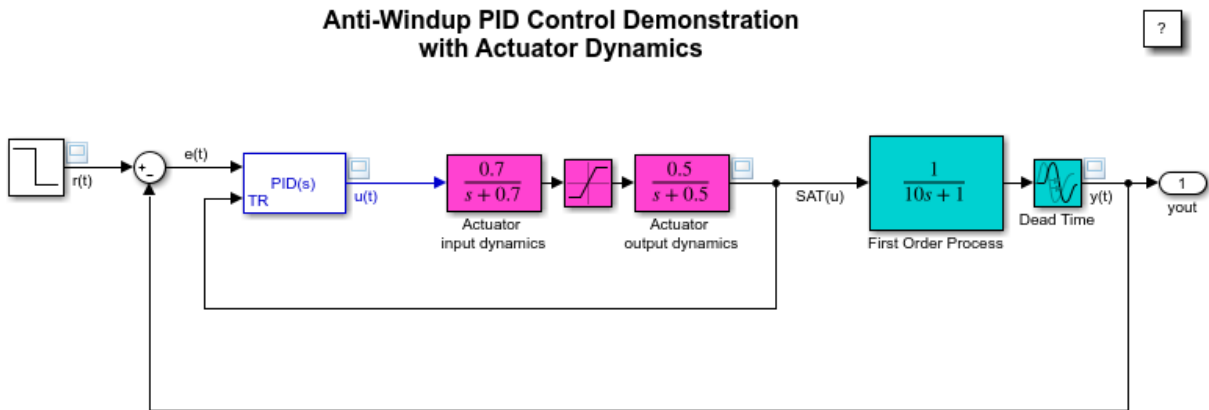 Anti-Windup PID Control Demonstration
with Actuator Dynamics
?
r(t)
+
−
e(t)
PID(s)
TR
u(t)
0.7
s + 0.7
Actuator
input dynamics
0.5
s + 0.5
Actuator
output dynamics
SAT(u)
1
10s + 1
First Order Process
Dead Time
y(t)
1
yout